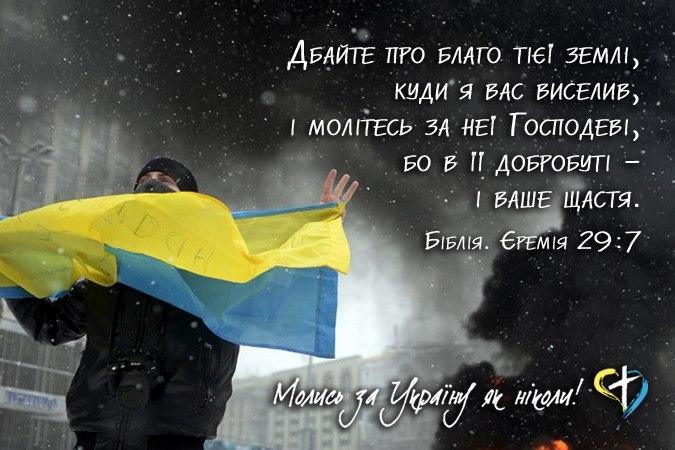 Дбайте про благо тієї землі,
куди я вас виселив,
і молітесь за неї Господеві,
бо в її добробуті –
і ваше щастя.
Біблія. Єремія 29:7
Молись за Україну як ніколи!